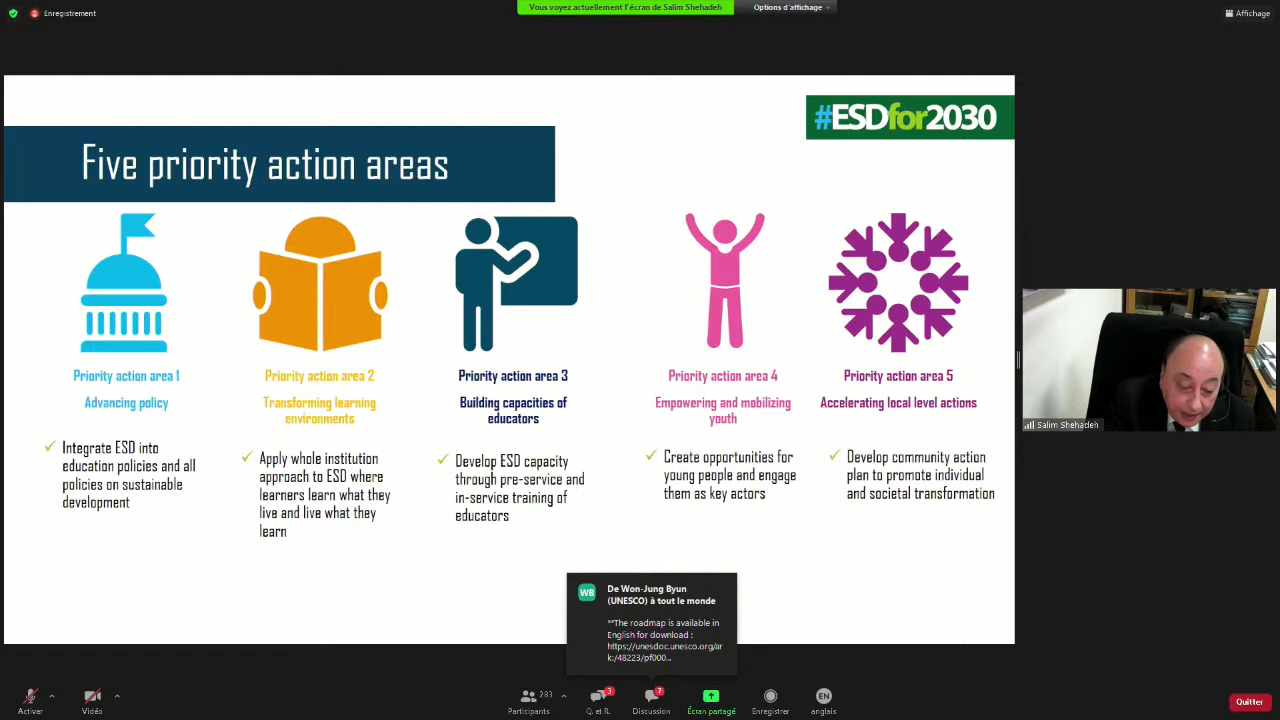 Enregistrement
Vous voyez actuellement l'écran de Salim Shehadeh
Options d'affichage
Affichage
#ESDfor2030
Five priority action areas
Priority action area 1
Advancing policy
Integrate ESD into
education policies and all
policies on sustainable
development
Priority action area 2
Transforming learning
environments
Apply whole institution
approach to ESD where
learners learn what they
live and live what they
learn
Priority action area 3
Building capacities of
educators
Develop ESD capacity
through pre-service and
in-service training of
educators
Priority action area 4
Empowering and mobilizing
youth
Create opportunities for
young people and engage
them as key actors
Priority action area 5
Accelerating local level actions
Develop community action
plan to promote individual
and societal transformation
Salim Shehadeh
WB
De Won-Jung Byun
(UNESCO) à tout le monde
**The roadmap is available in
English for download :
https://unesdoc.unesco.org/ar
k:/48223/pf000...
Activer
Vidéo
283
Participants
3
Q. et R.
7
Discussion
Écran partagé
Enregistrer
EN
anglais
Quitter